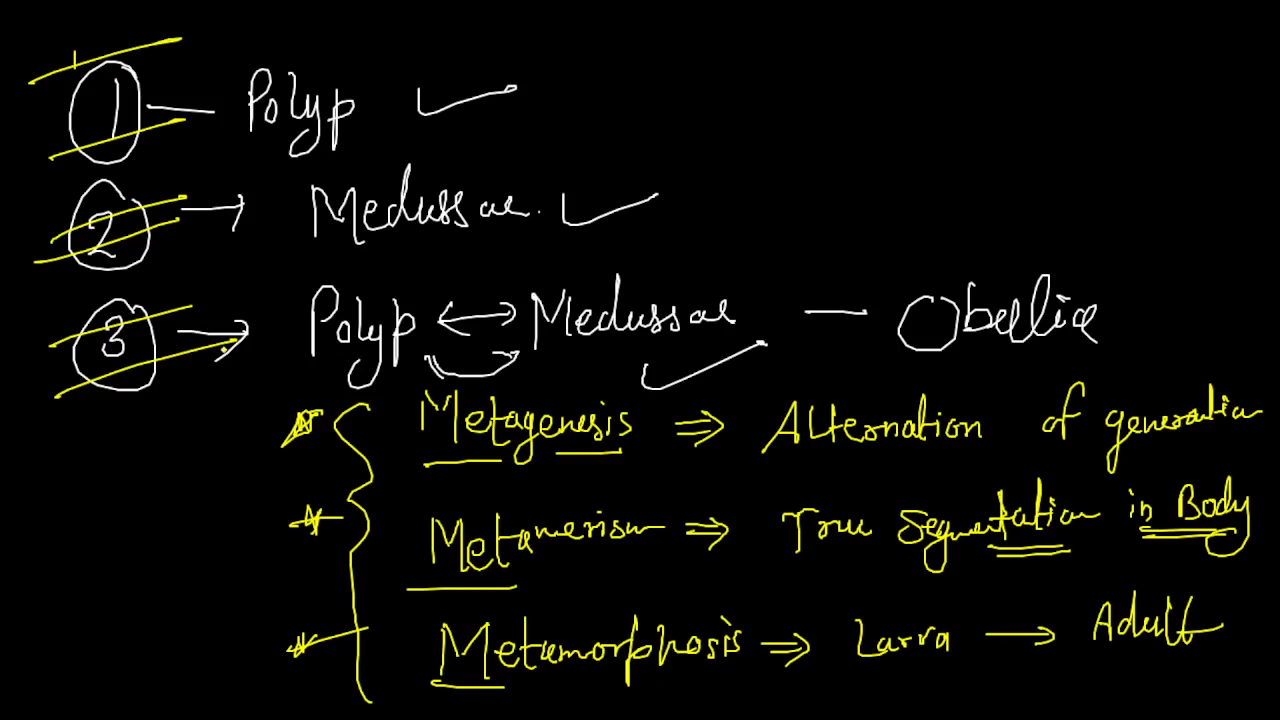 1 — Polyp ✓
2 → Medussae. ✓
3 → Polyp ↔ Medussae — Obelia ✓
Metagenesis ⇒ Alternation of generation
Metamerism ⇒ True segmentation in Body
Metamorphosis ⇒ Larva → Adult